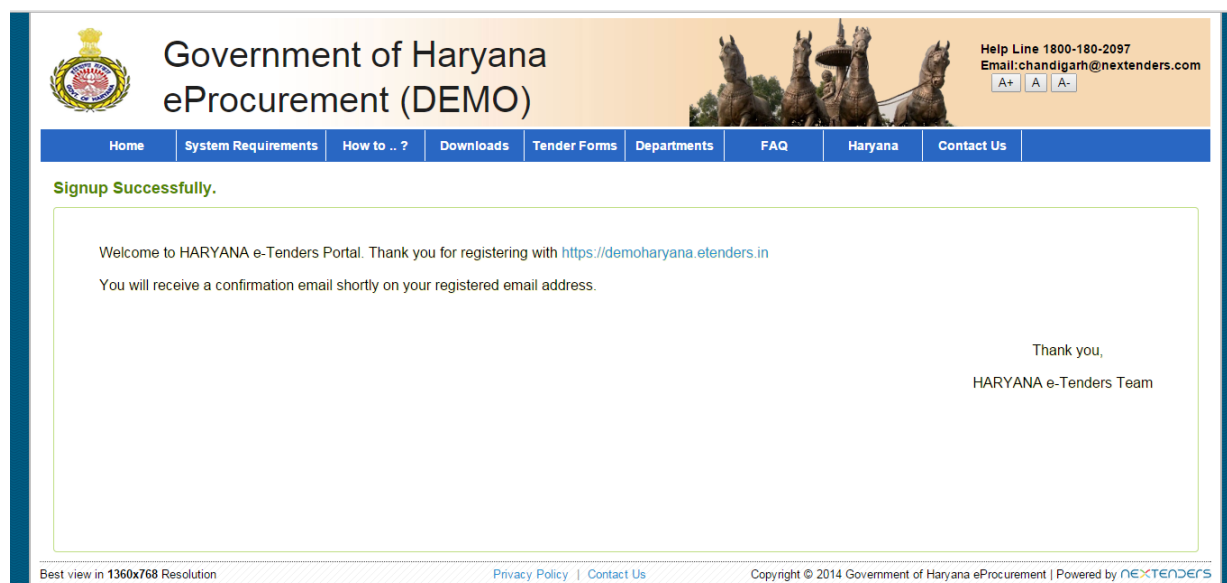 Government of Haryana
eProcurement (DEMO)
Help Line 1800-180-2097
Email:chandigarh@nextenders.com
A+ A A-
Home System Requirements How to .. ? Downloads Tender Forms Departments FAQ Haryana Contact Us
Signup Successfully.
Welcome to HARYANA e-Tenders Portal. Thank you for registering with https://demoharyana.etenders.in
You will receive a confirmation email shortly on your registered email address.
Thank you,
HARYANA e-Tenders Team
Best view in 1360x768 Resolution Privacy Policy | Contact Us Copyright © 2014 Government of Haryana eProcurement | Powered by NEXTENDERS